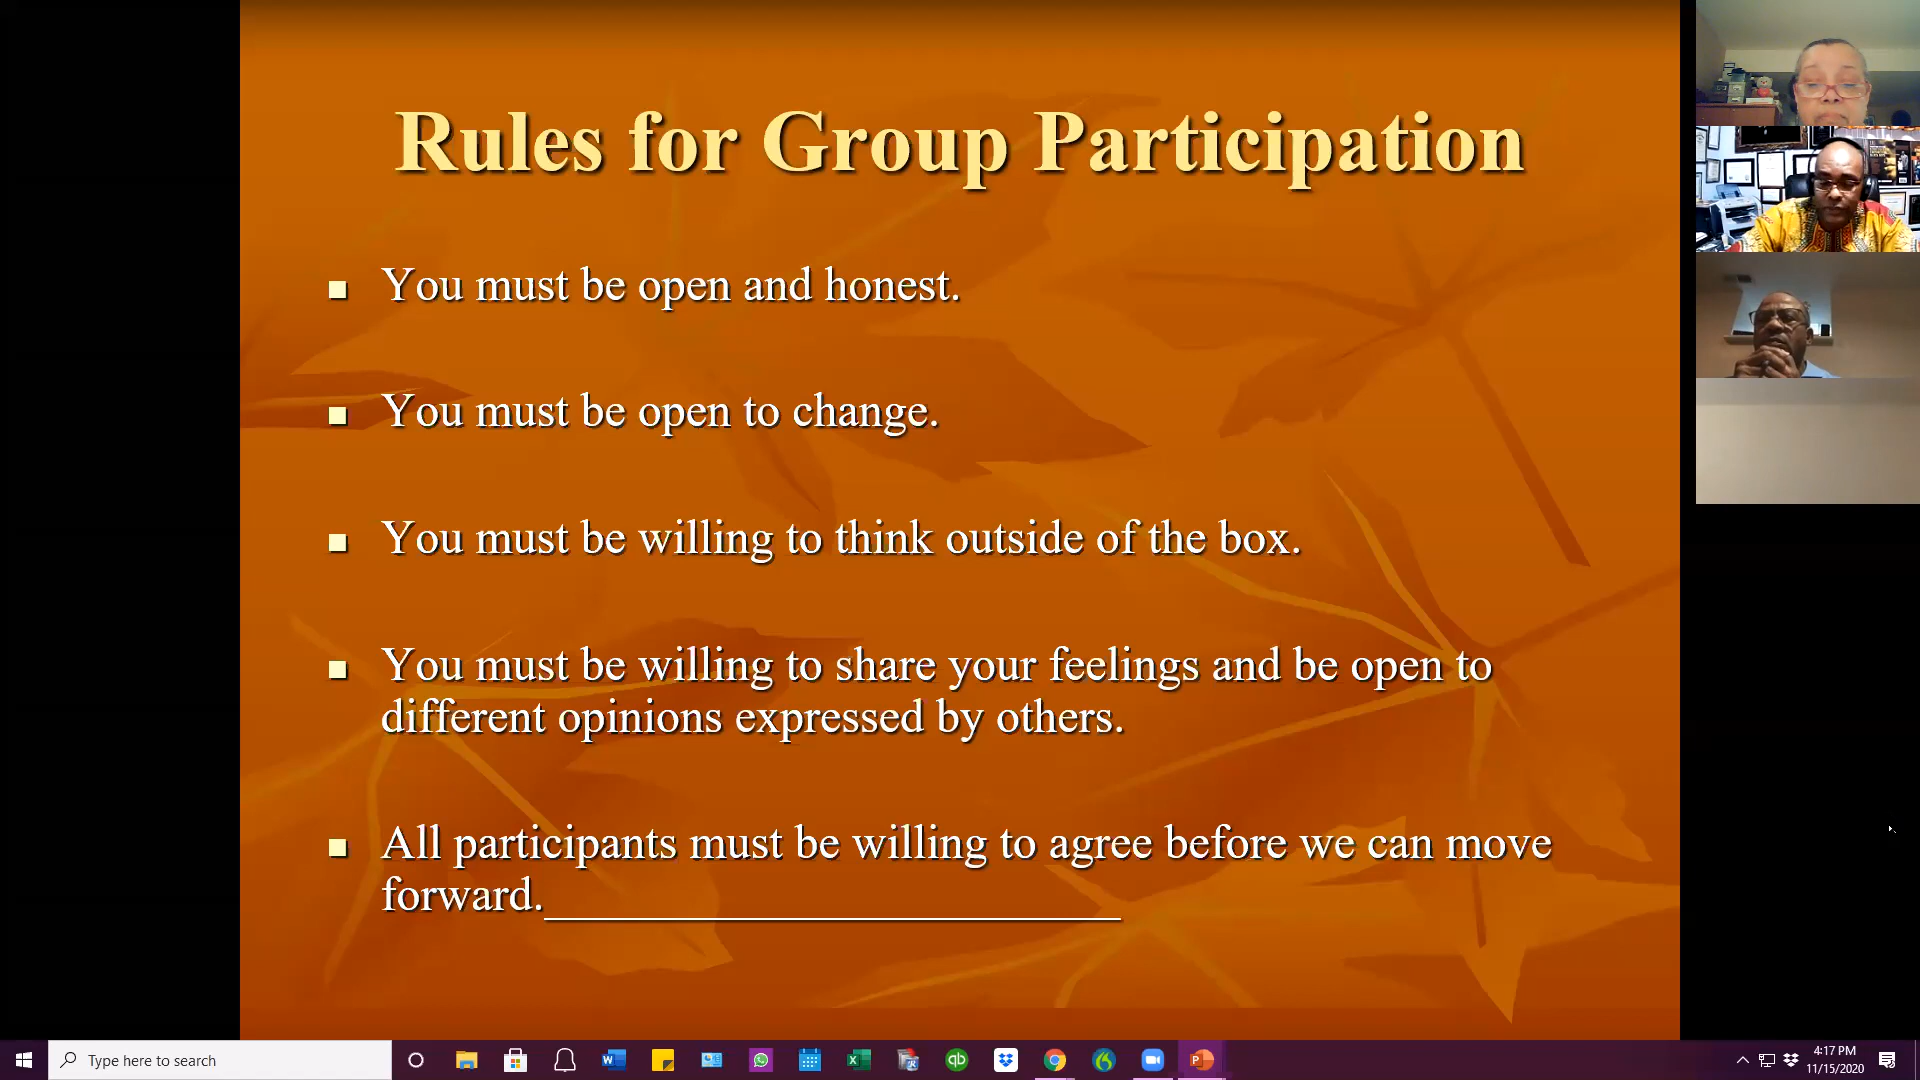 Rules for Group Participation
You must be open and honest.
You must be open to change.
You must be willing to think outside of the box.
You must be willing to share your feelings and be open to
different opinions expressed by others.
All participants must be willing to agree before we can move
forward.
Type here to search
4:17 PM
11/15/2020